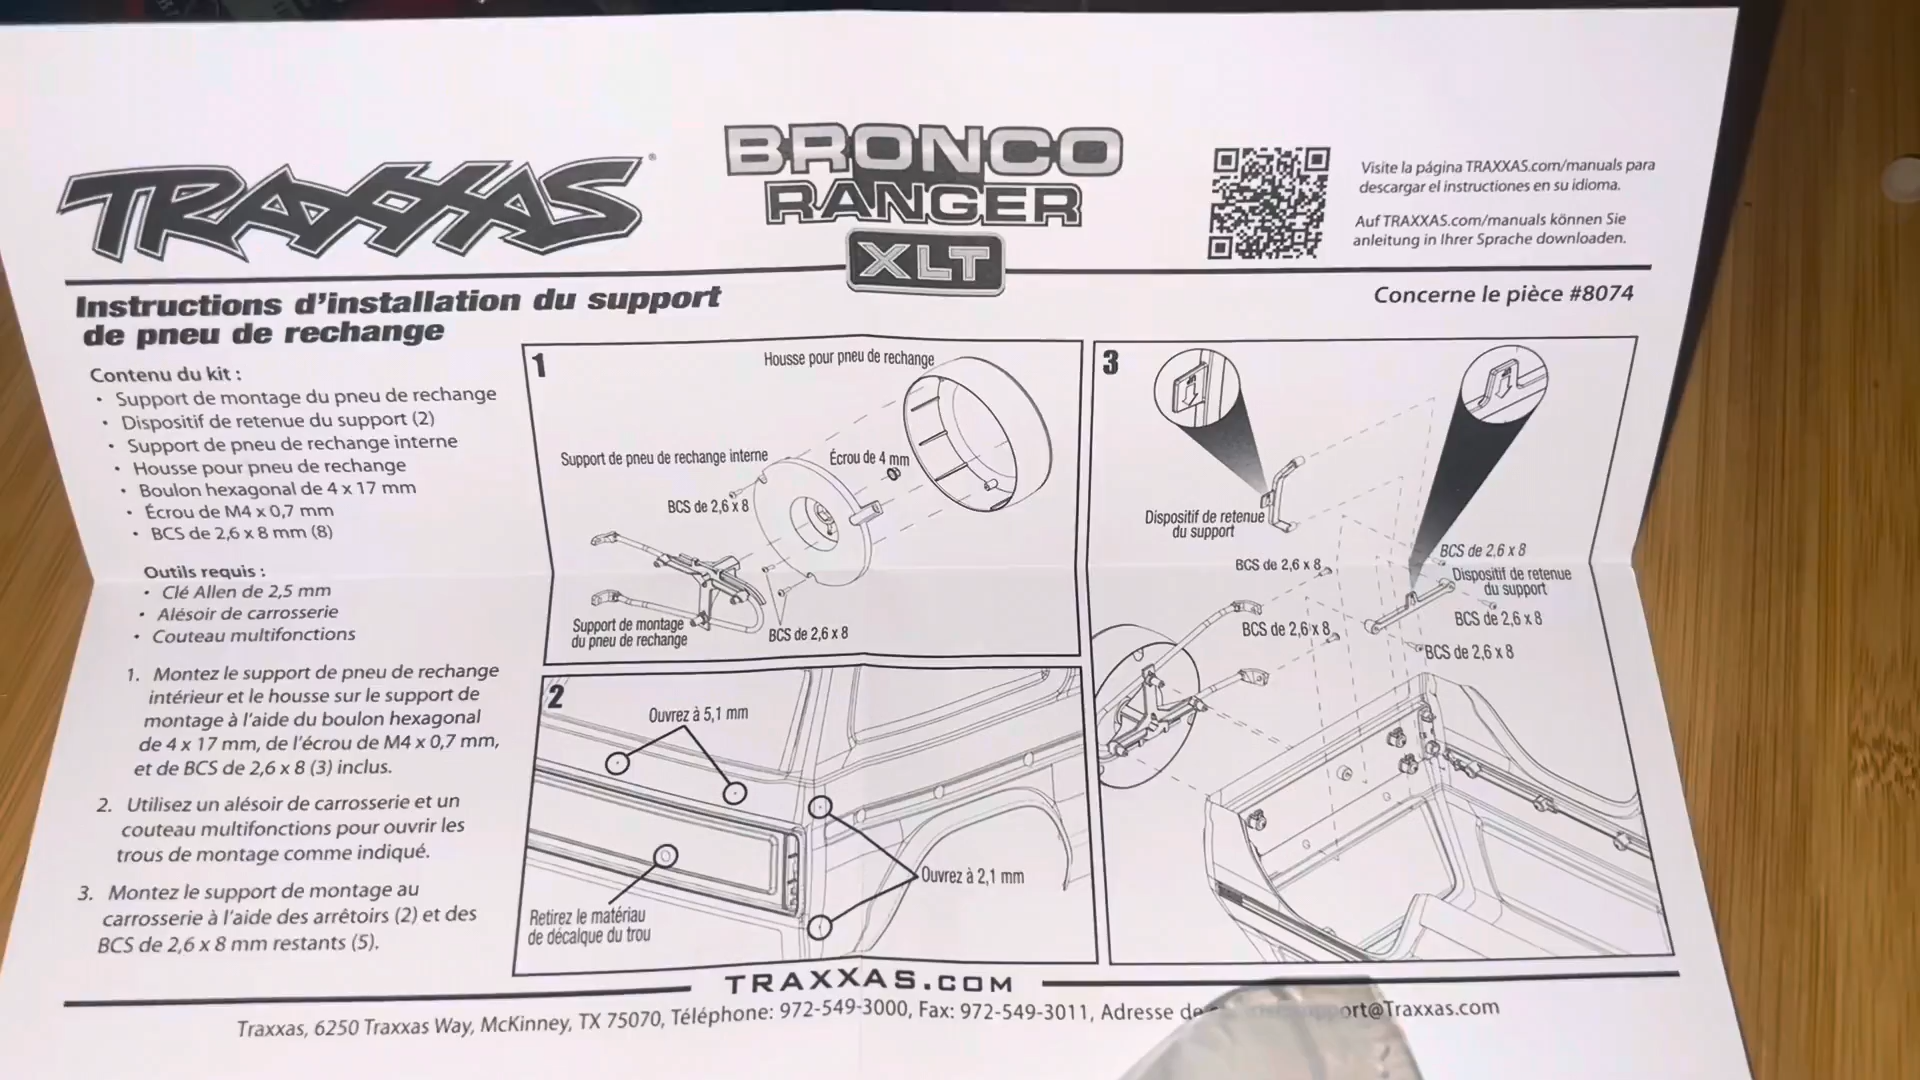 TRAXXAS
BRONCO
RANGER
XLT
Visite la página TRAXXAS.com/manuals para
descargar el instructiones en su idioma.
Auf TRAXXAS.com/manuals können Sie
anleitung in Ihrer Sprache downloaden.
Instructions d’installation du support
de pneu de rechange
Concerne le pièce #8074
Contenu du kit :
• Support de montage du pneu de rechange
• Dispositif de retenue du support (2)
• Support de pneu de rechange interne
• Housse pour pneu de rechange
• Boulon hexagonal de 4 x 17 mm
• Écrou de M4 x 0,7 mm
• BCS de 2,6 x 8 mm (8)
Outils requis :
• Clé Allen de 2,5 mm
• Alésoir de carrosserie
• Couteau multifonctions
1. Montez le support de pneu de rechange
intérieur et le housse sur le support de
montage à l’aide du boulon hexagonal
de 4 x 17 mm, de l’écrou de M4 x 0,7 mm,
et de BCS de 2,6 x 8 (3) inclus.
2. Utilisez un alésoir de carrosserie et un
couteau multifonctions pour ouvrir les
trous de montage comme indiqué.
3. Montez le support de montage au
carrosserie à l’aide des arrêtoirs (2) et des
BCS de 2,6 x 8 mm restants (5).
1
Housse pour pneu de rechange
Support de pneu de rechange interne
Écrou de 4 mm
BCS de 2,6 x 8
Support de montage
du pneu de rechange
BCS de 2,6 x 8
2
Ouvrez à 5,1 mm
Ouvrez à 2,1 mm
Retirez le matériau
de décalque du trou
3
Dispositif de retenue
du support
BCS de 2,6 x 8
BCS de 2,6 x 8
Dispositif de retenue
du support
BCS de 2,6 x 8
BCS de 2,6 x 8
BCS de 2,6 x 8
TRAXXAS.COM
Traxxas, 6250 Traxxas Way, McKinney, TX 75070, Téléphone: 972-549-3000, Fax: 972-549-3011, Adresse de ort@Traxxas.com